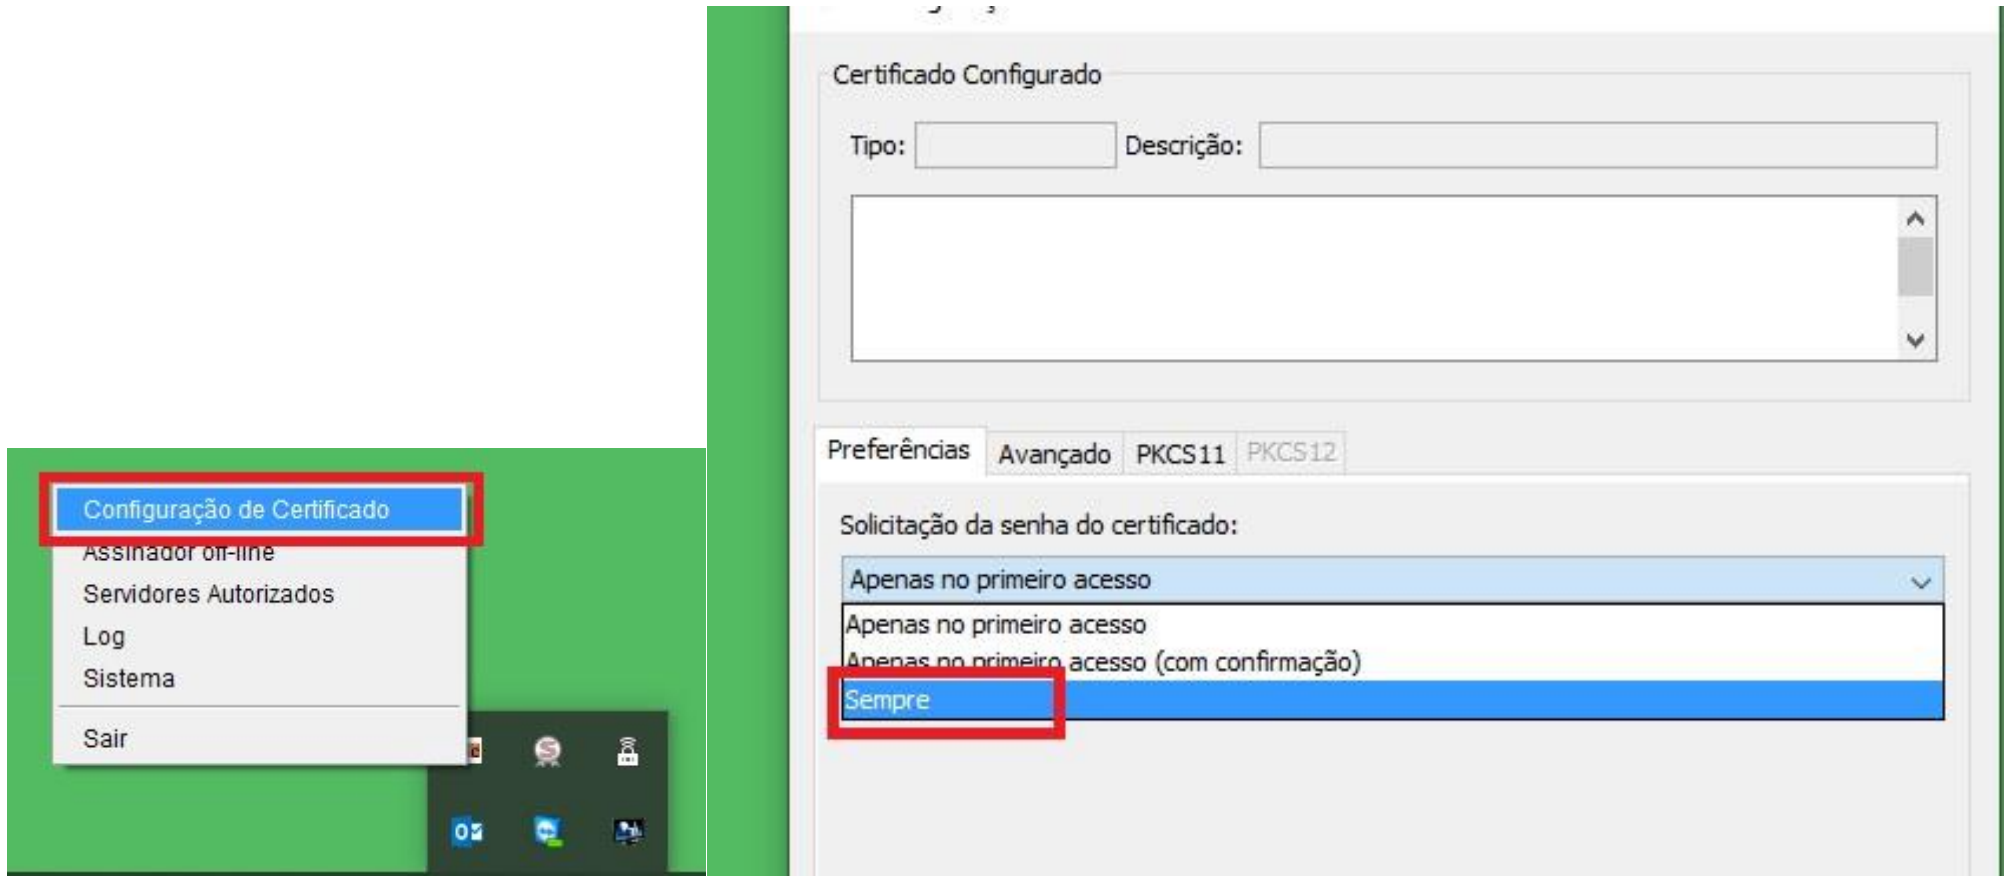 Configuração de Certificado
Assinador off-line
Servidores Autorizados
Log
Sistema
Sair
Certificado Configurado
Tipo:
Descrição:
Preferências
Avançado
PKCS11
PKCS12
Solicitação da senha do certificado:
Apenas no primeiro acesso
Apenas no primeiro acesso
Apenas no primeiro acesso (com confirmação)
Sempre